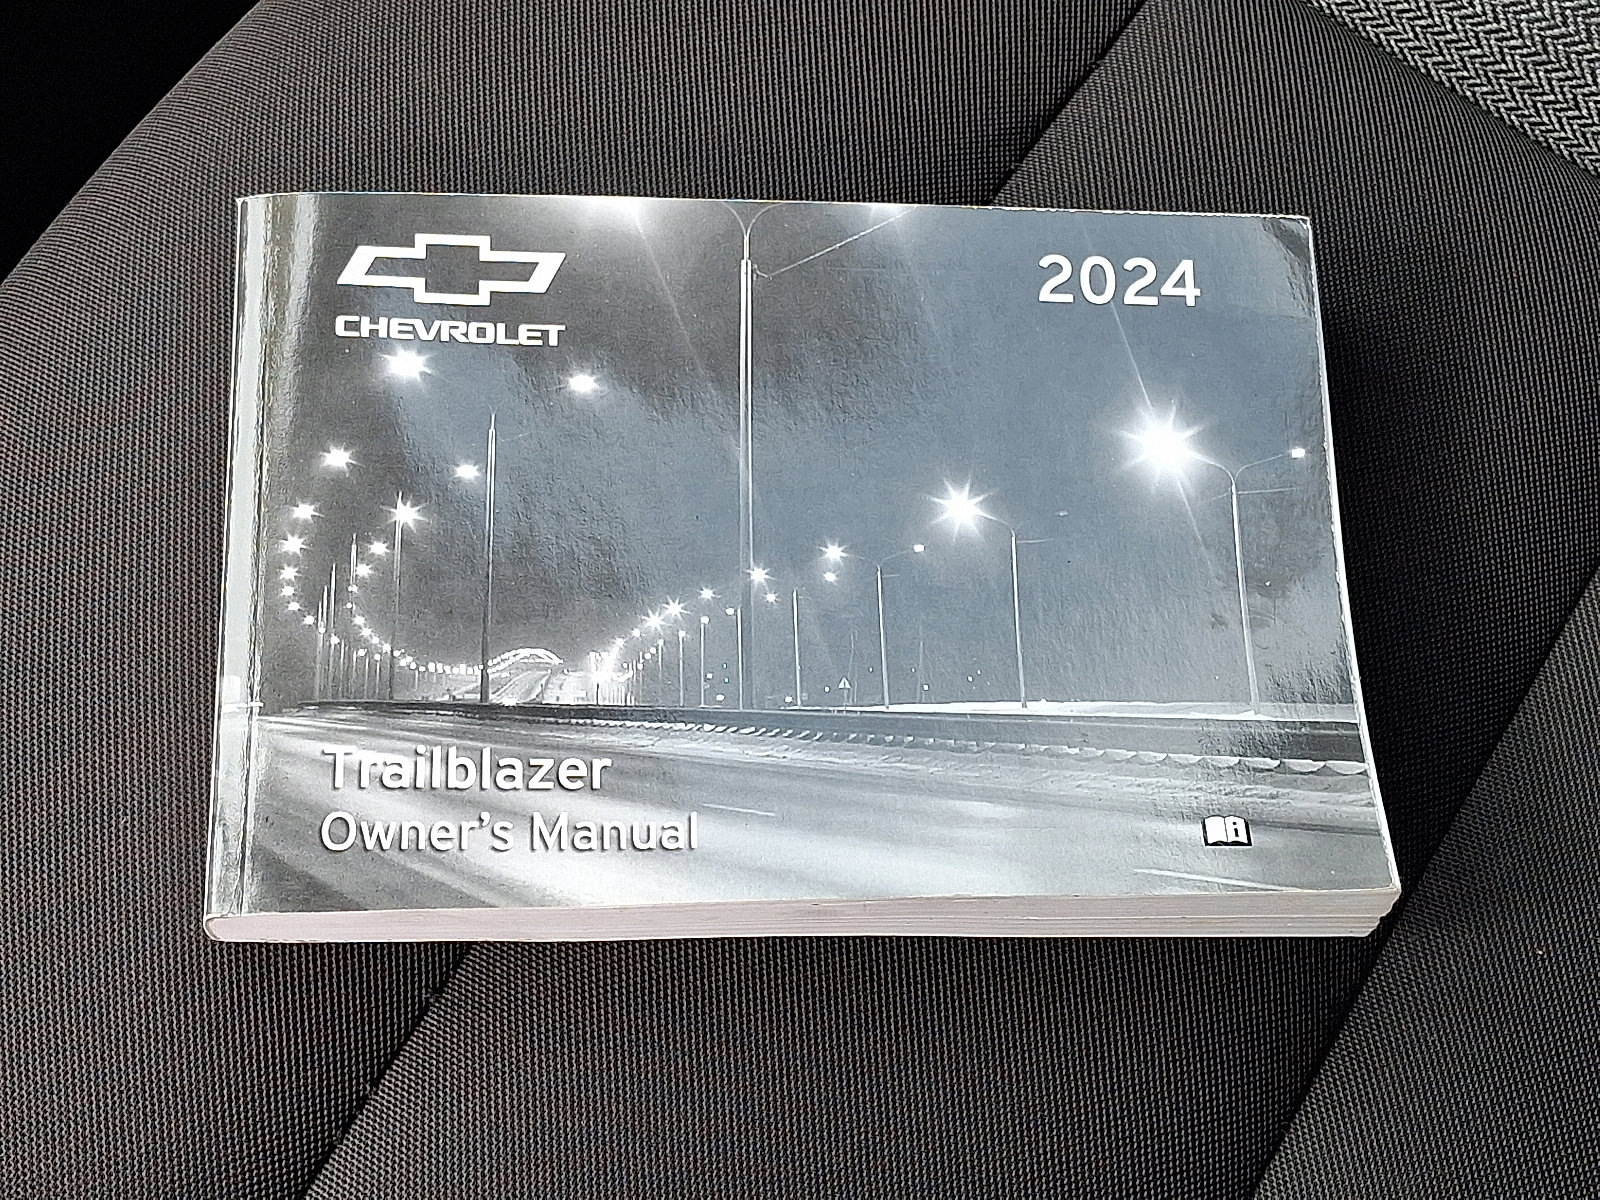 CHEVROLET
2024
Trailblazer
Owner's Manual